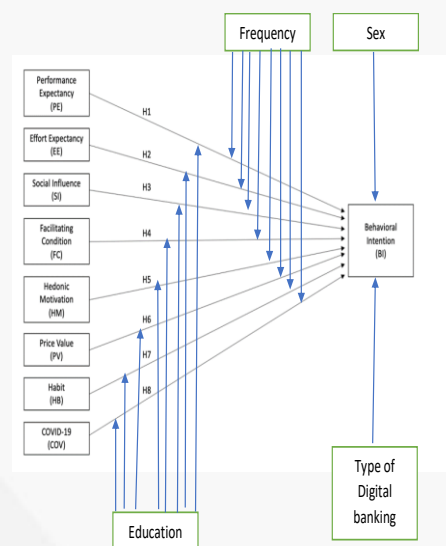 Frequency
Sex
Performance
Expectancy
(PE)
H1
Effort Expectancy
(EE)
H2
Social Influence
(SI)
H3
Facilitating
Condition
(FC)
H4
Behavioral
Intention
(BI)
Hedonic
Motivation
(HM)
H5
Price Value
(PV)
H6
Habit
(HB)
H7
COVID-19
(COV)
H8
Type of
Digital
banking
Education